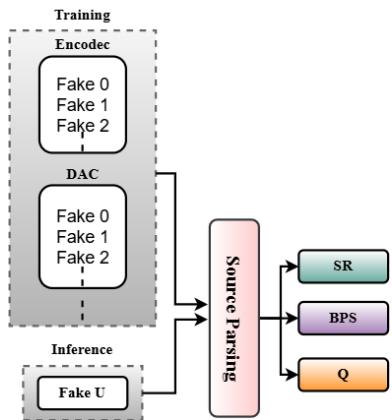 Training
Encodec
Fake 0
Fake 1
Fake 2
DAC
Fake 0
Fake 1
Fake 2
Inference
Fake U
Source Parsing
SR
BPS
Q